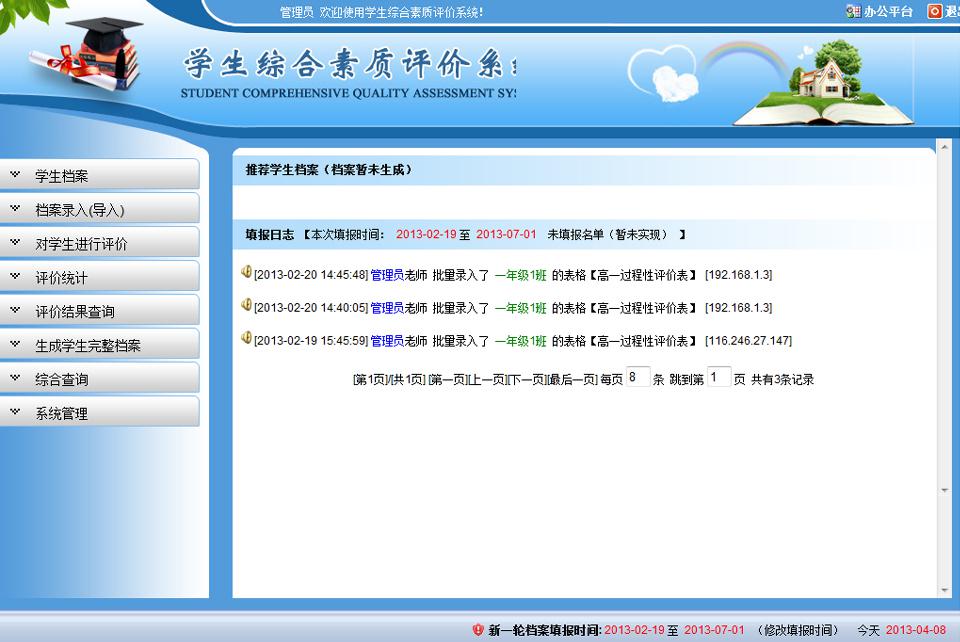 管理员 欢迎使用学生综合素质评价系统!
办公平台
学生综合素质评价系
STUDENT COMPREHENSIVE QUALITY ASSESSMENT SYS
学生档案
档案录入(导入)
对学生进行评价
评价统计
评价结果查询
生成学生完整档案
综合查询
系统管理
推荐学生档案（档案暂未生成）
填报日志 【本次填报时间： 2013-02-19 至 2013-07-01 未填报名单（暂未实现） 】
[2013-02-20 14:45:48]管理员老师 批量录入了 一年级1班 的表格【高一过程性评价表】 [192.168.1.3]
[2013-02-20 14:40:05]管理员老师 批量录入了 一年级1班 的表格【高一过程性评价表】 [192.168.1.3]
[2013-02-19 15:45:59]管理员老师 批量录入了 一年级1班 的表格【高一过程性评价表】 [116.246.27.147]
[第1页]/[共1页] [第一页][上一页][下一页][最后一页] 每页 8 条 跳到第 1 页 共有3条记录
新一轮档案填报时间: 2013-02-19 至 2013-07-01 （修改填报时间） 今天 2013-04-08